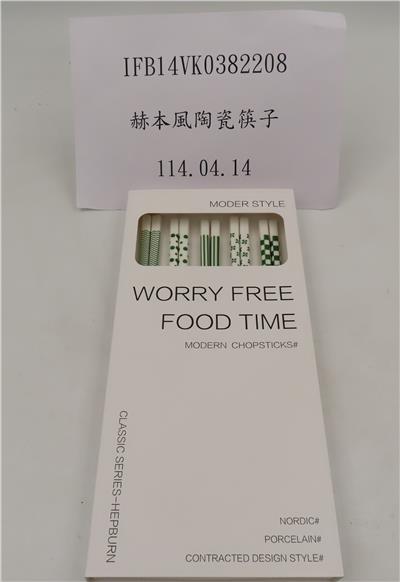 IFB14VK0382208
赫本風陶瓷筷子
114.04.14
MODER STYLE
WORRY FREE
FOOD TIME
MODERN CHOPSTICKS#
CLASSIC SERIES-HEPBURN
NORDIC#
PORCELAIN#
CONTRACTED DESIGN STYLE#